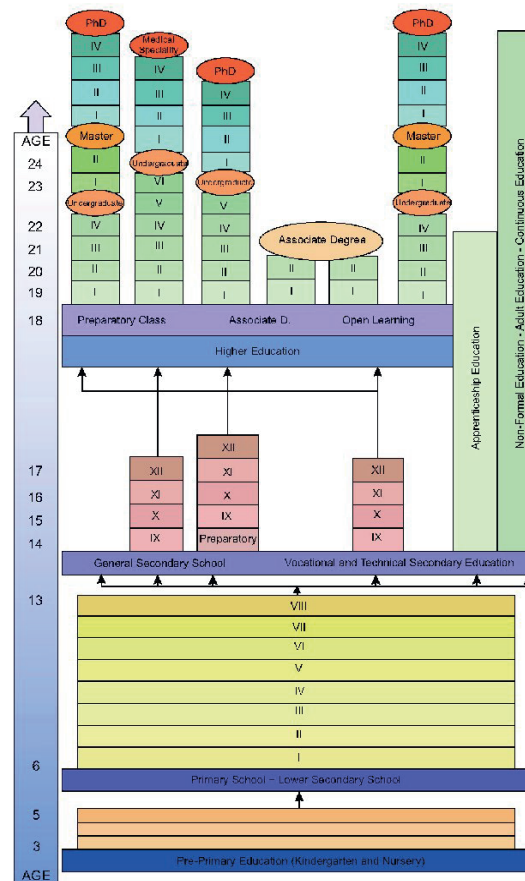 PhD
IV
III
II
I
Master
II
I
Undergraduate
IV
III
II
I
Medical
Speciality
IV
III
II
I
Undergraduate
VI
V
IV
III
II
I
PhD
IV
III
II
I
Undergraduate
V
IV
III
II
I
Associate Degree
II
I
II
I
PhD
IV
III
II
I
Master
II
I
Undergraduate
IV
III
II
I
AGE
24
23
22
21
20
19
18
17
16
15
14
13
6
5
3
AGE
Preparatory Class
Associate D.
Open Learning
Higher Education
Apprenticeship Education
Non-Formal Education - Adult Education - Continuous Education
XII
XI
X
IX
XII
XI
X
IX
Preparatory
XII
XI
X
IX
General Secondary School
Vocational and Technical Secondary Education
VIII
VII
VI
V
IV
III
II
I
Primary School – Lower Secondary School
Pre-Primary Education (Kindergarten and Nursery)